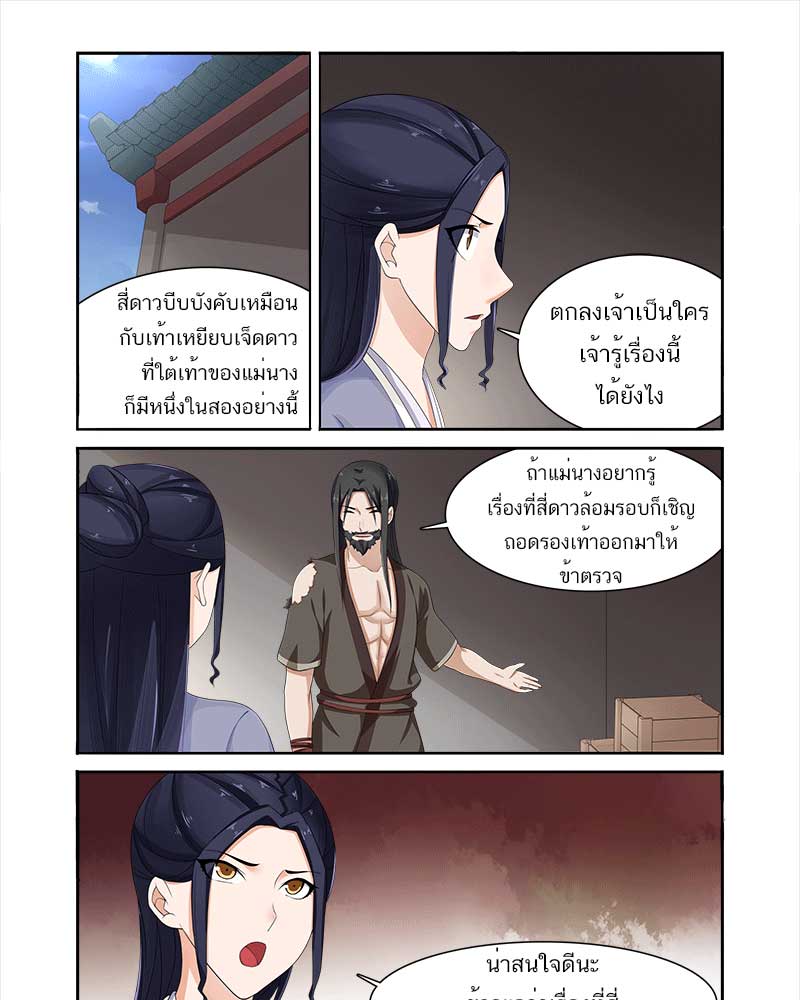 สี่ดาวบีบบังคับเหมือน
กับเท้าเหยียบเจ็ดดาว
ที่ใต้เท้าของแม่นาง
ก็มีหนึ่งในสองอย่างนี้
ตกลงเจ้าเป็นใคร
เจ้ารู้เรื่องนี้
ได้ยังไง
ถ้าแม่นางอยากรู้
เรื่องที่สี่ดาวล้อมรอบก็เชิญ
ถอดรองเท้าออกมาให้
ข้าตรวจ
น่าสนใจดีนะ